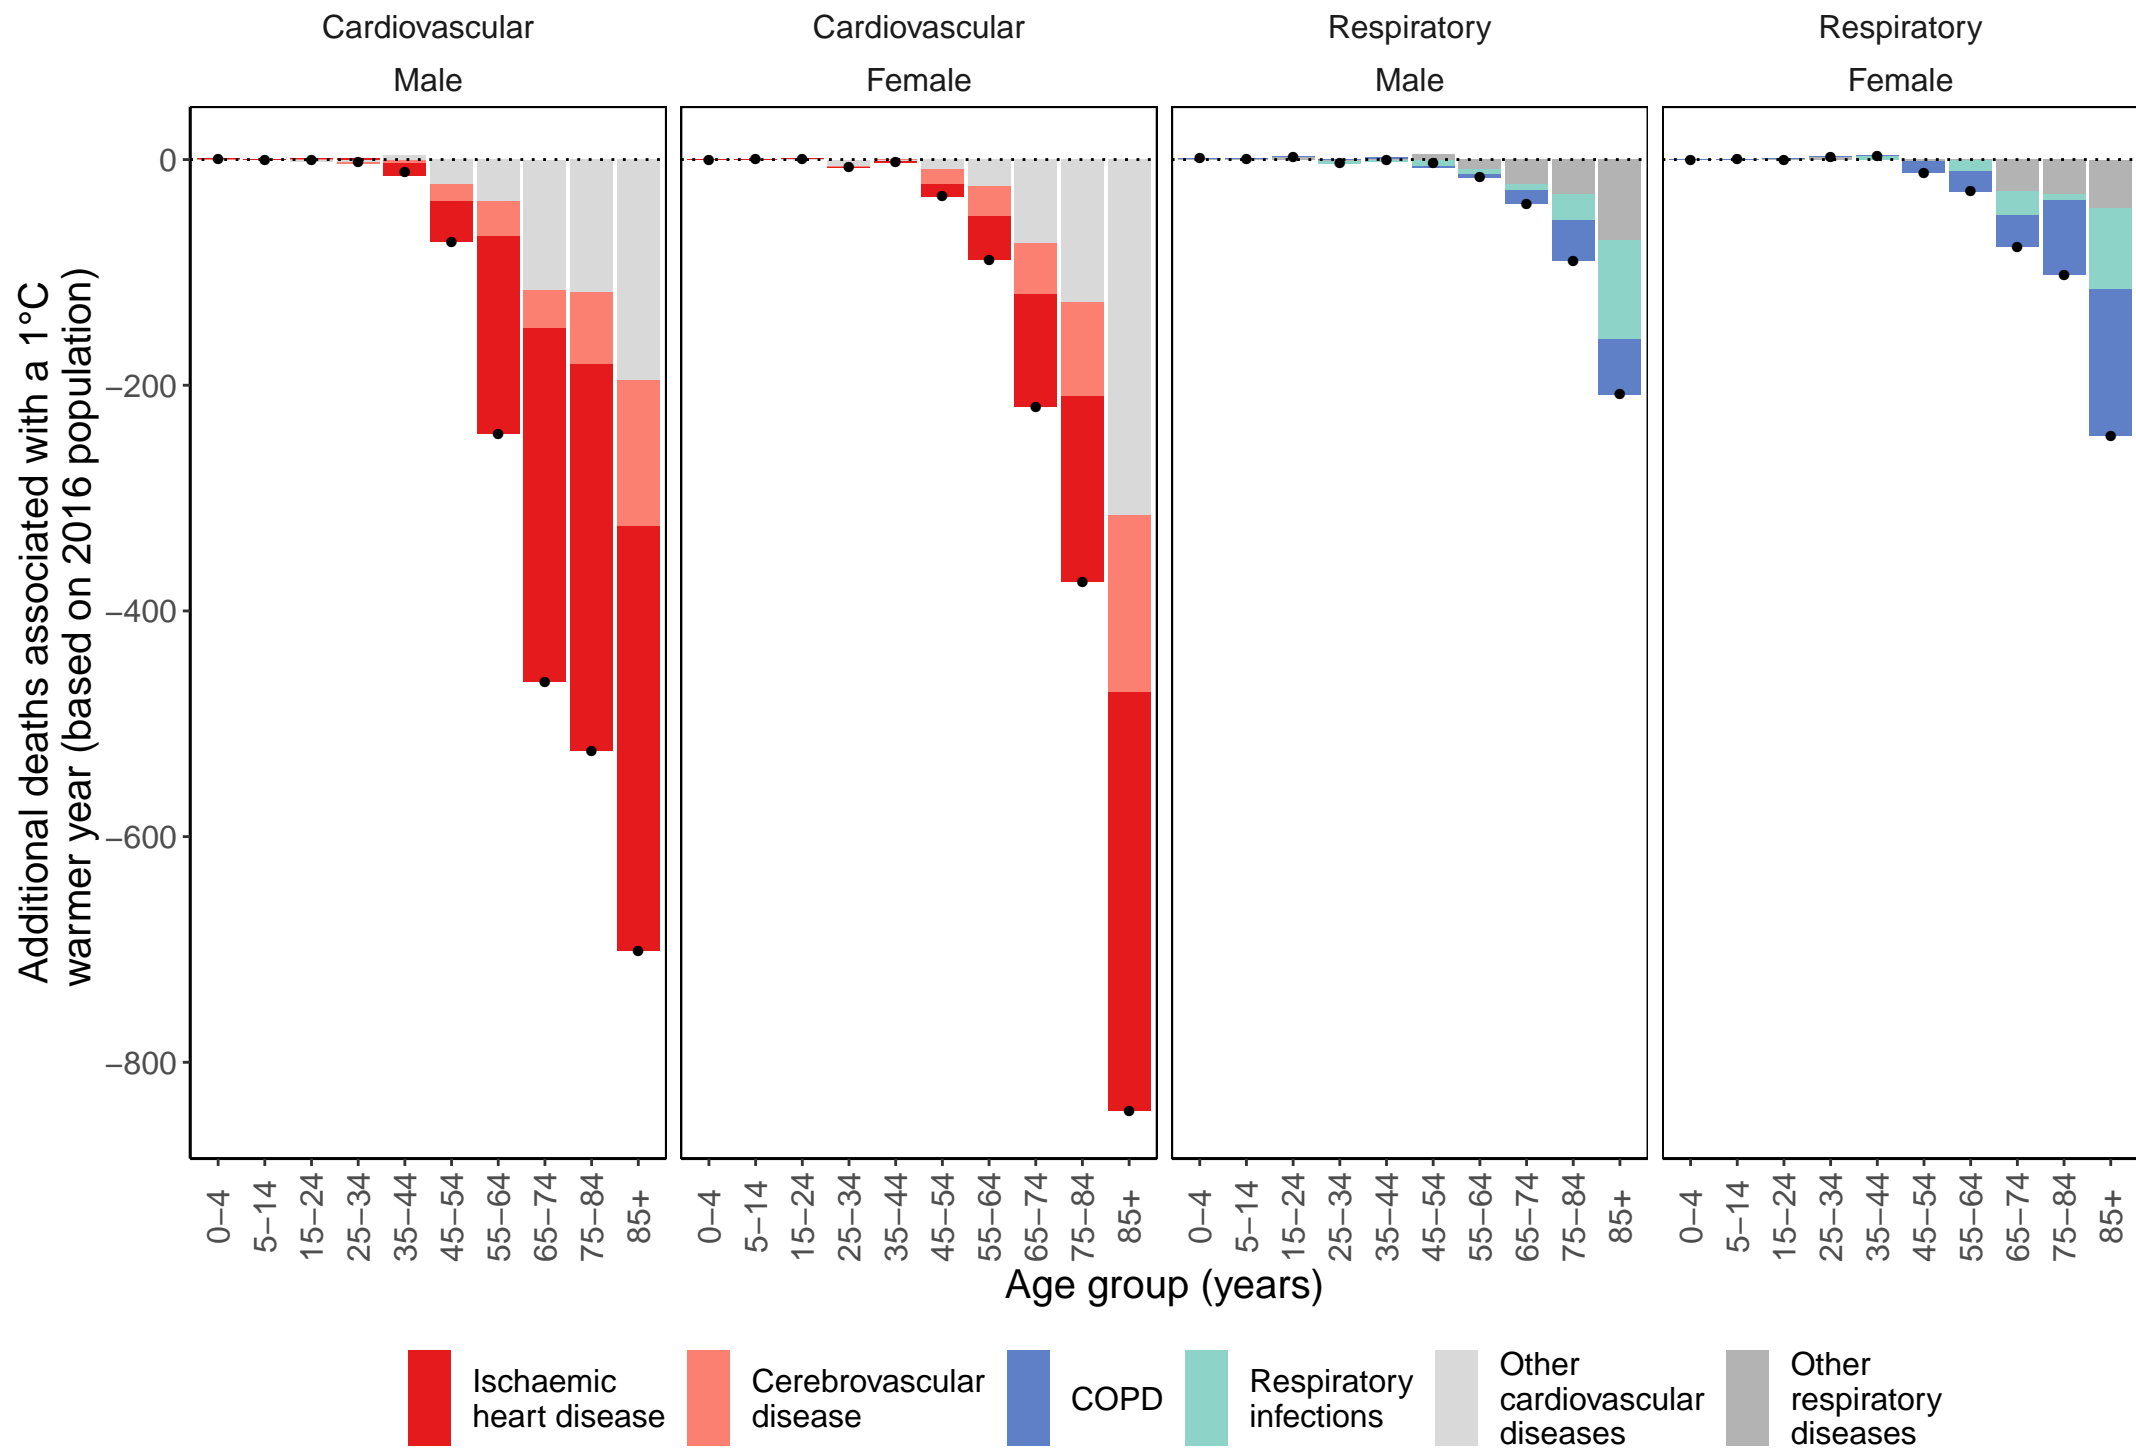 Cardiovascular
Cardiovascular
Respiratory
Respiratory
Male
Female
Male
Female
Additional deaths associated with a 1°C
warmer year (based on 2016 population)
0
−200
−400
−600
−800
0−4
5−14
15−24
25−34
35−44
45−54
55−64
65−74
75−84
85+
0−4
5−14
15−24
25−34
35−44
45−54
55−64
65−74
75−84
85+
0−4
5−14
15−24
25−34
35−44
45−54
55−64
65−74
75−84
85+
0−4
5−14
15−24
25−34
35−44
45−54
55−64
65−74
75−84
85+
Age group (years)
Ischaemic
heart disease
Cerebrovascular
disease
COPD
Respiratory
infections
Other
cardiovascular
diseases
Other
respiratory
diseases